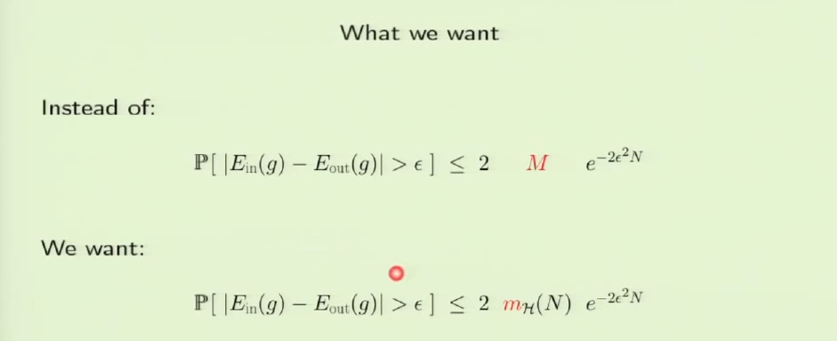 What we want
Instead of:
ℙ[ |E_in(g) − E_out(g)| > ϵ ] ≤ 2 M e^{−2ϵ²N}
We want:
ℙ[ |E_in(g) − E_out(g)| > ϵ ] ≤ 2 m_ℋ(N) e^{−2ϵ²N}